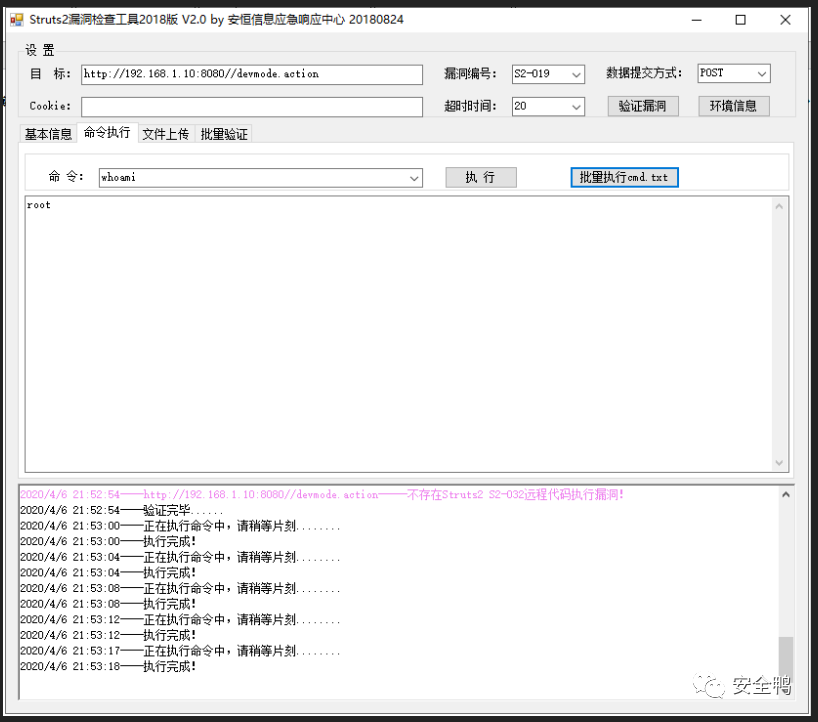 Struts2漏洞检查工具2018版 V2.0 by 安恒信息应急响应中心 20180824
设 置
目 标: http://192.168.1.10:8080//devmode.action 漏洞编号: S2-019 数据提交方式: POST
Cookie: 超时时间: 20 验证漏洞 环境信息
基本信息 命令执行 文件上传 批量验证
命 令: whoami 执 行 批量执行cmd.txt
root
2020/4/6 21:52:54——http://192.168.1.10:8080//devmode.action——不存在Struts2 S2-032远程代码执行漏洞!
2020/4/6 21:52:54——验证完毕......
2020/4/6 21:53:00——正在执行命令中,请稍等片刻........
2020/4/6 21:53:00——执行完成!
2020/4/6 21:53:04——正在执行命令中,请稍等片刻........
2020/4/6 21:53:04——执行完成!
2020/4/6 21:53:08——正在执行命令中,请稍等片刻........
2020/4/6 21:53:08——执行完成!
2020/4/6 21:53:12——正在执行命令中,请稍等片刻........
2020/4/6 21:53:12——执行完成!
2020/4/6 21:53:17——正在执行命令中,请稍等片刻........
2020/4/6 21:53:18——执行完成!
安全鸭